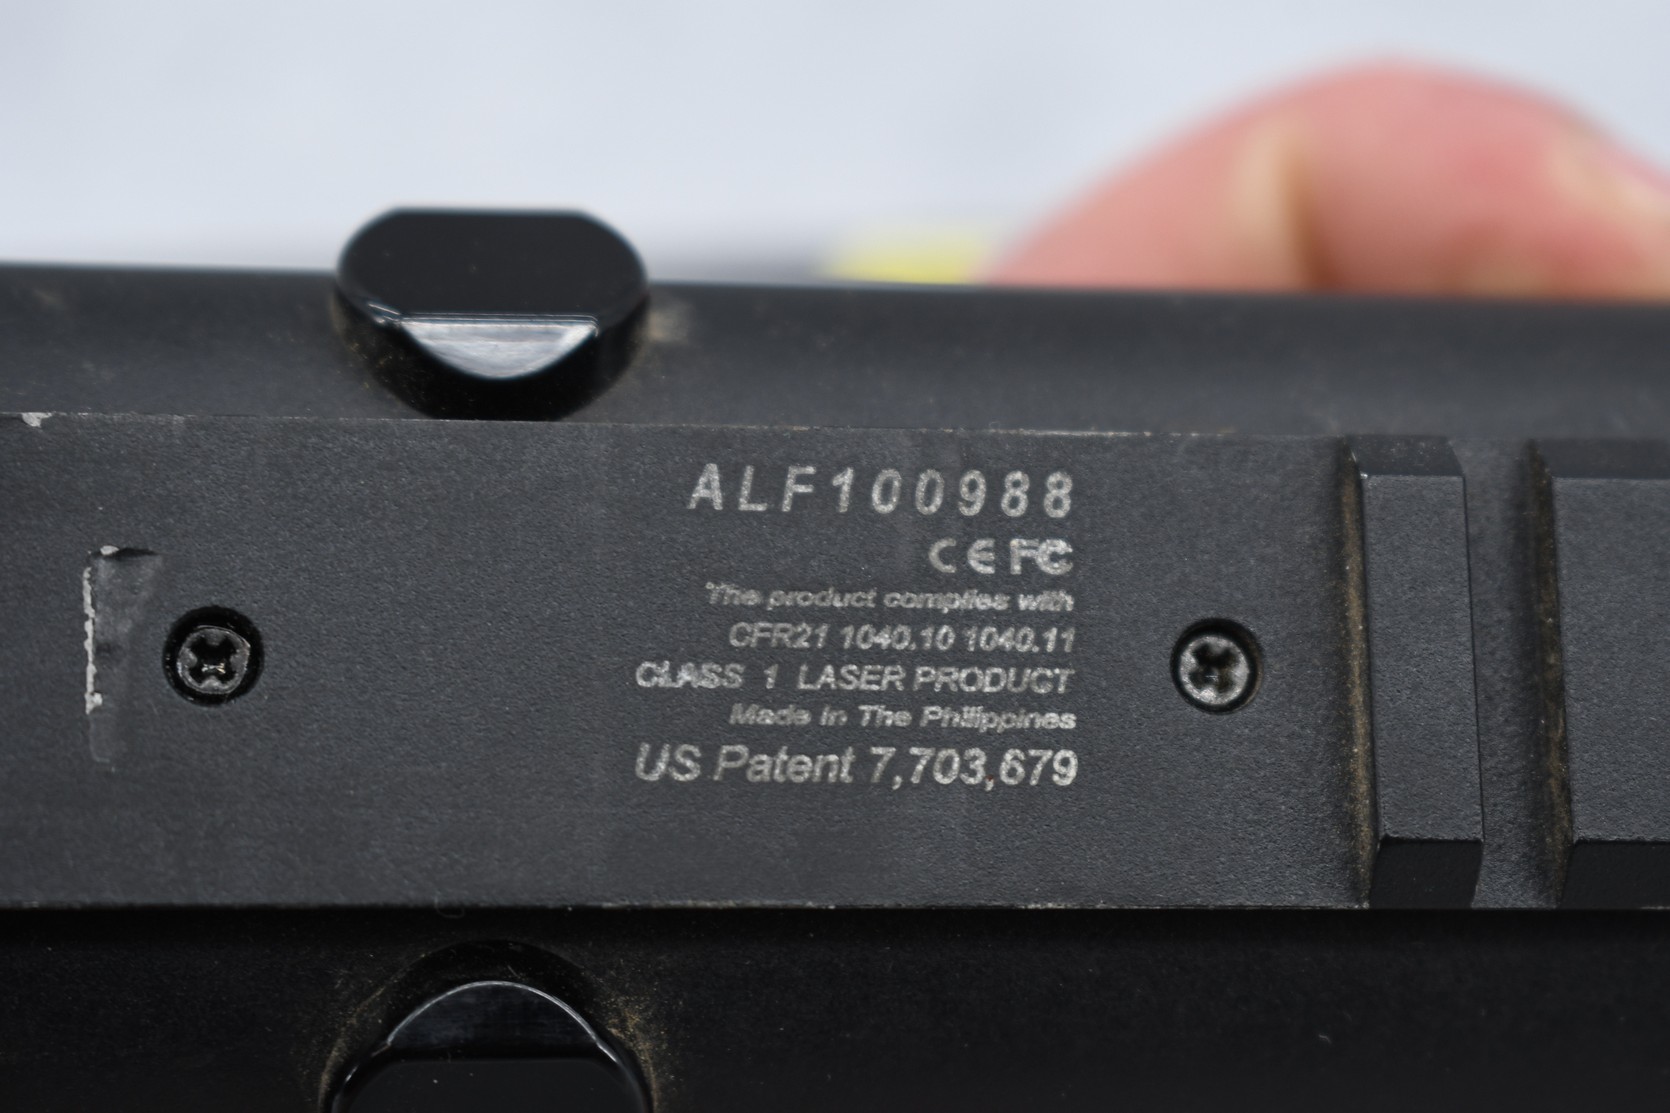 ALF100988
CE FC
The product complies with
CFR21 1040.10 1040.11
CLASS 1 LASER PRODUCT
Made In The Philippines
US Patent 7,703,679